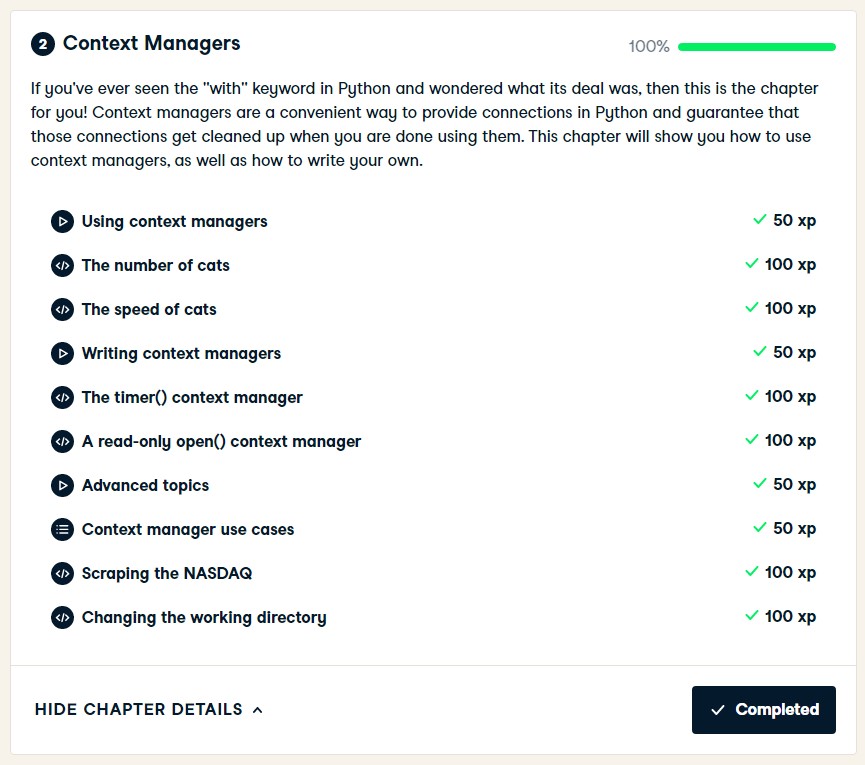 2 Context Managers
100%
If you've ever seen the "with" keyword in Python and wondered what its deal was, then this is the chapter
for you! Context managers are a convenient way to provide connections in Python and guarantee that
those connections get cleaned up when you are done using them. This chapter will show you how to use
context managers, as well as how to write your own.
Using context managers 50 xp
The number of cats 100 xp
The speed of cats 100 xp
Writing context managers 50 xp
The timer() context manager 100 xp
A read-only open() context manager 100 xp
Advanced topics 50 xp
Context manager use cases 50 xp
Scraping the NASDAQ 100 xp
Changing the working directory 100 xp
HIDE CHAPTER DETAILS
Completed